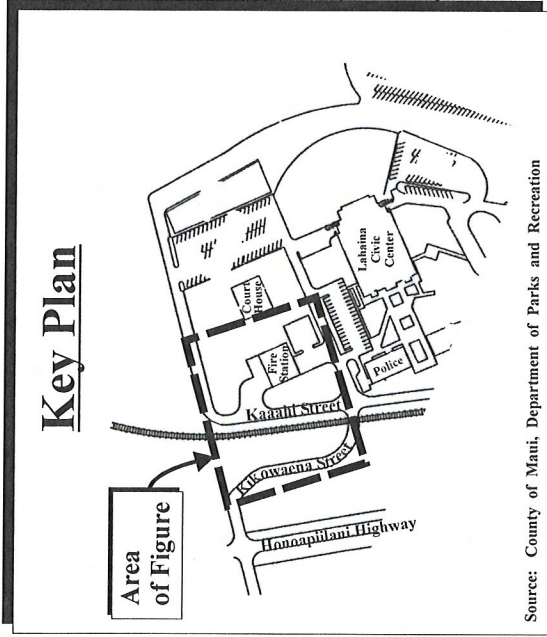 Key Plan
Area
of Figure
Court
House
Fire
Station
Lahaina
Civic
Center
Police
Kaaahi Street
Kikowaena Street
Honoapiilani Highway
Source: County of Maui, Department of Parks and Recreation